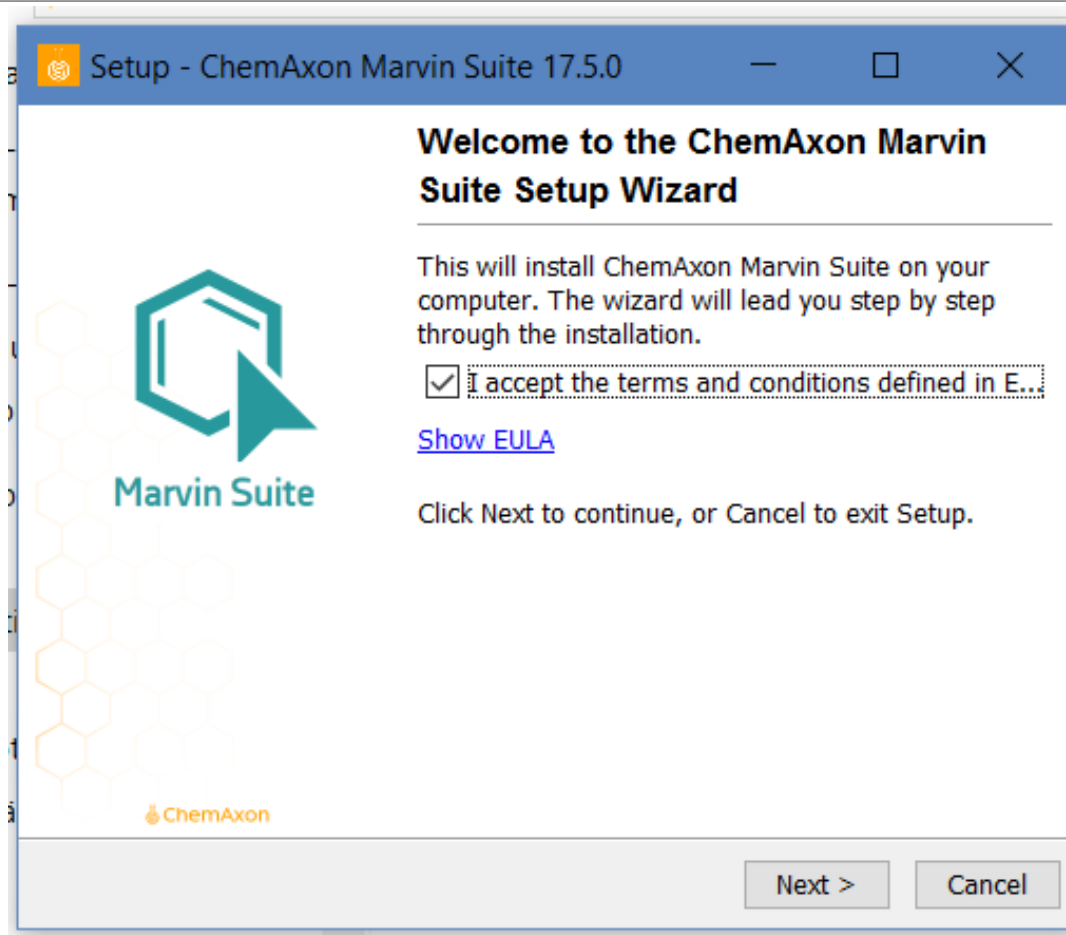 Setup - ChemAxon Marvin Suite 17.5.0
Welcome to the ChemAxon Marvin
Suite Setup Wizard
This will install ChemAxon Marvin Suite on your
computer. The wizard will lead you step by step
through the installation.
I accept the terms and conditions defined in E...
Show EULA
Click Next to continue, or Cancel to exit Setup.
Marvin Suite
ChemAxon
Next >
Cancel